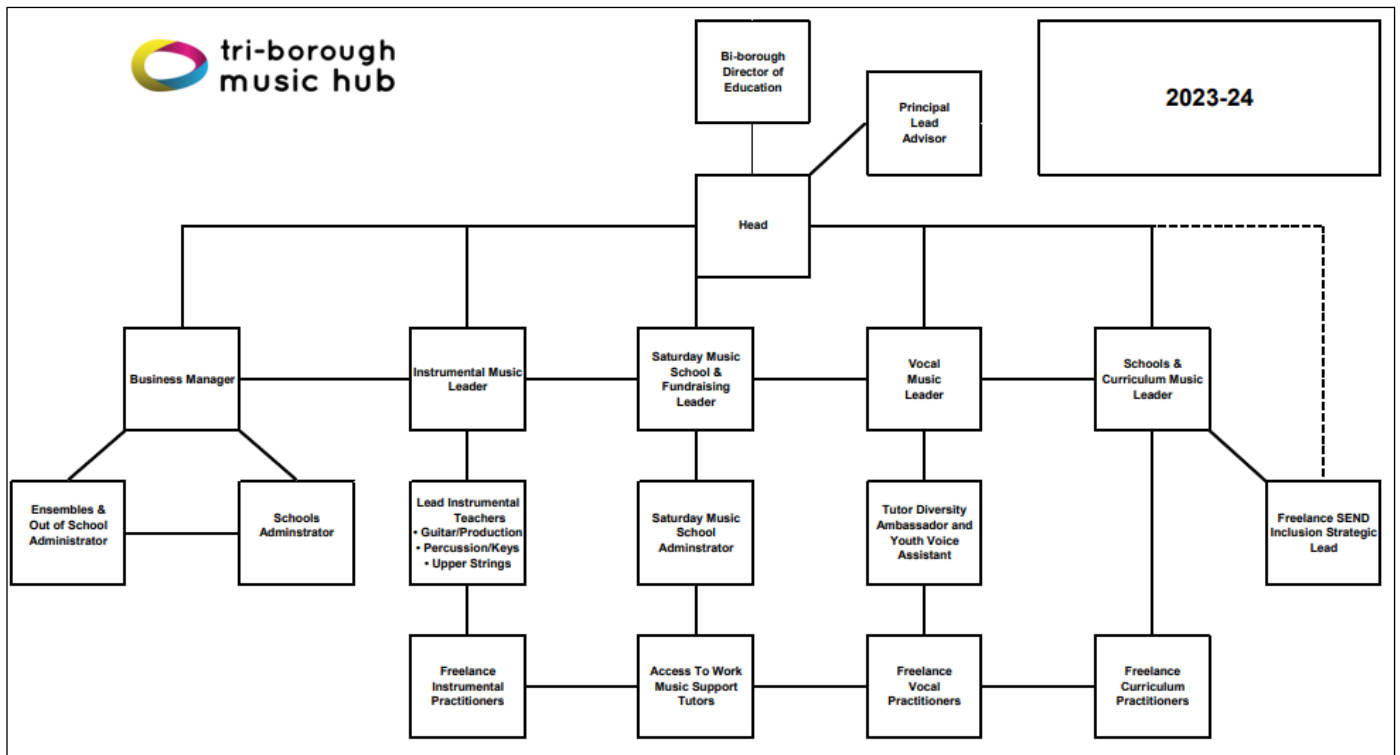 tri-borough
music hub
Bi-borough
Director of
Education
Principal
Lead
Advisor
2023-24
Head
Business Manager
Instrumental Music
Leader
Saturday Music
School &
Fundraising
Leader
Vocal
Music
Leader
Schools &
Curriculum Music
Leader
Ensembles &
Out of School
Administrator
Schools
Adminstrator
Lead Instrumental
Teachers
• Guitar/Production
• Percussion/Keys
• Upper Strings
Saturday Music
School
Adminstrator
Tutor Diversity
Ambassador and
Youth Voice
Assistant
Freelance SEND
Inclusion Strategic
Lead
Freelance
Instrumental
Practitioners
Access To Work
Music Support
Tutors
Freelance
Vocal
Practitioners
Freelance
Curriculum
Practitioners